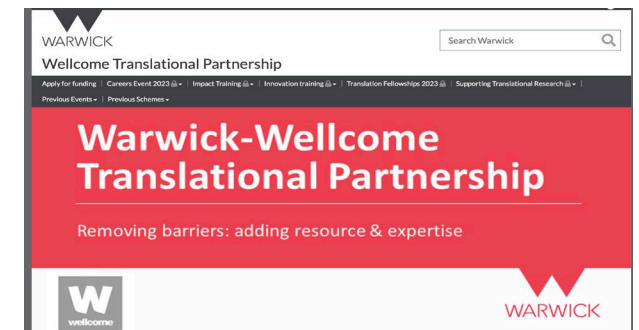 WARWICK
Search Warwick
Wellcome Translational Partnership
Apply for funding | Careers Event 2023 | Impact Training | Innovation training | Translation Fellowships 2023 | Supporting Translational Research |
Previous Events | Previous Schemes
Warwick-Wellcome
Translational Partnership
Removing barriers: adding resource & expertise
W
wellcome
WARWICK